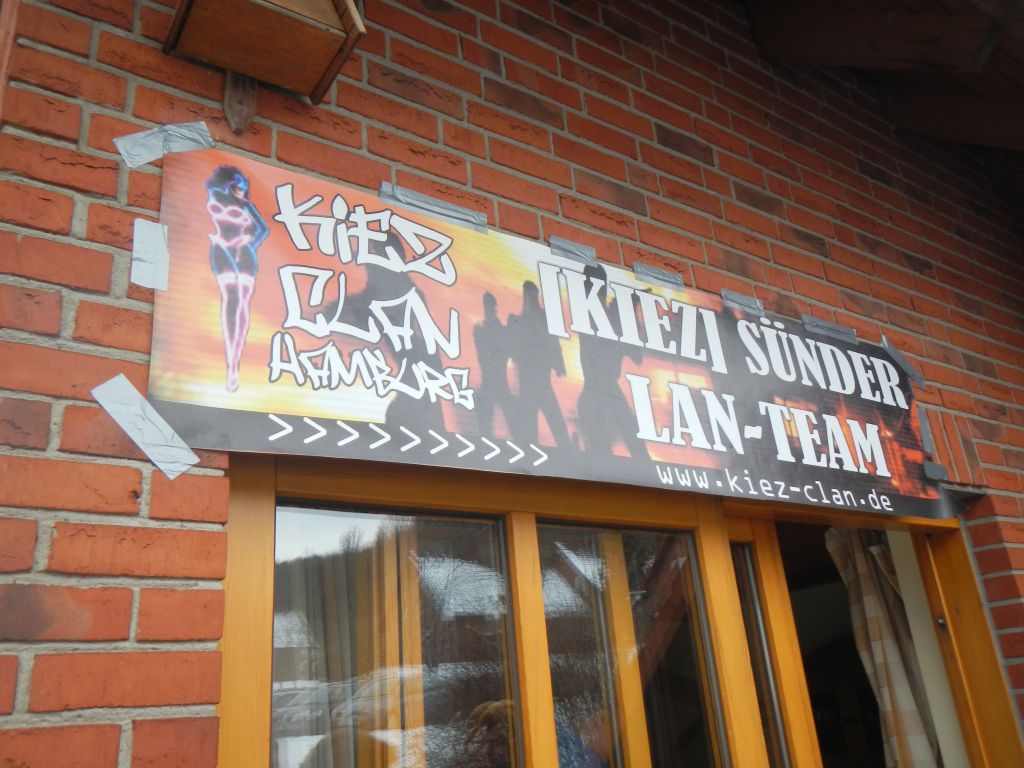 KiEZ
CLAN
HAMBURG
>>>>>>>>>
[KIEZ] SÜNDER
LAN-TEAM
www.kiez-clan.de